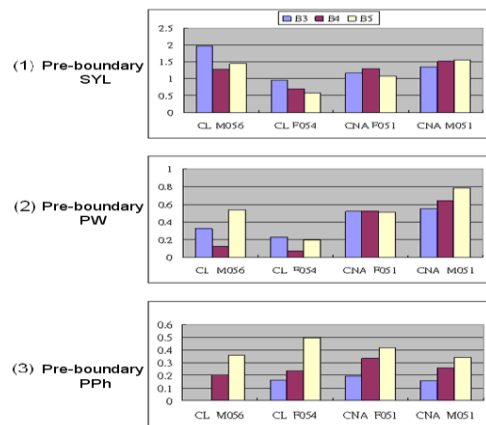 B3 B4 B5
(1) Pre-boundary
SYL
2.5
2
1.5
1
0.5
0
CL M056 CL F054 CNA F051 CNA M051
(2) Pre-boundary
PW
1
0.8
0.6
0.4
0.2
0
CL M056 CL F054 CNA F051 CNA M051
(3) Pre-boundary
PPh
0.6
0.5
0.4
0.3
0.2
0.1
0
CL M056 CL F054 CNA F051 CNA M051